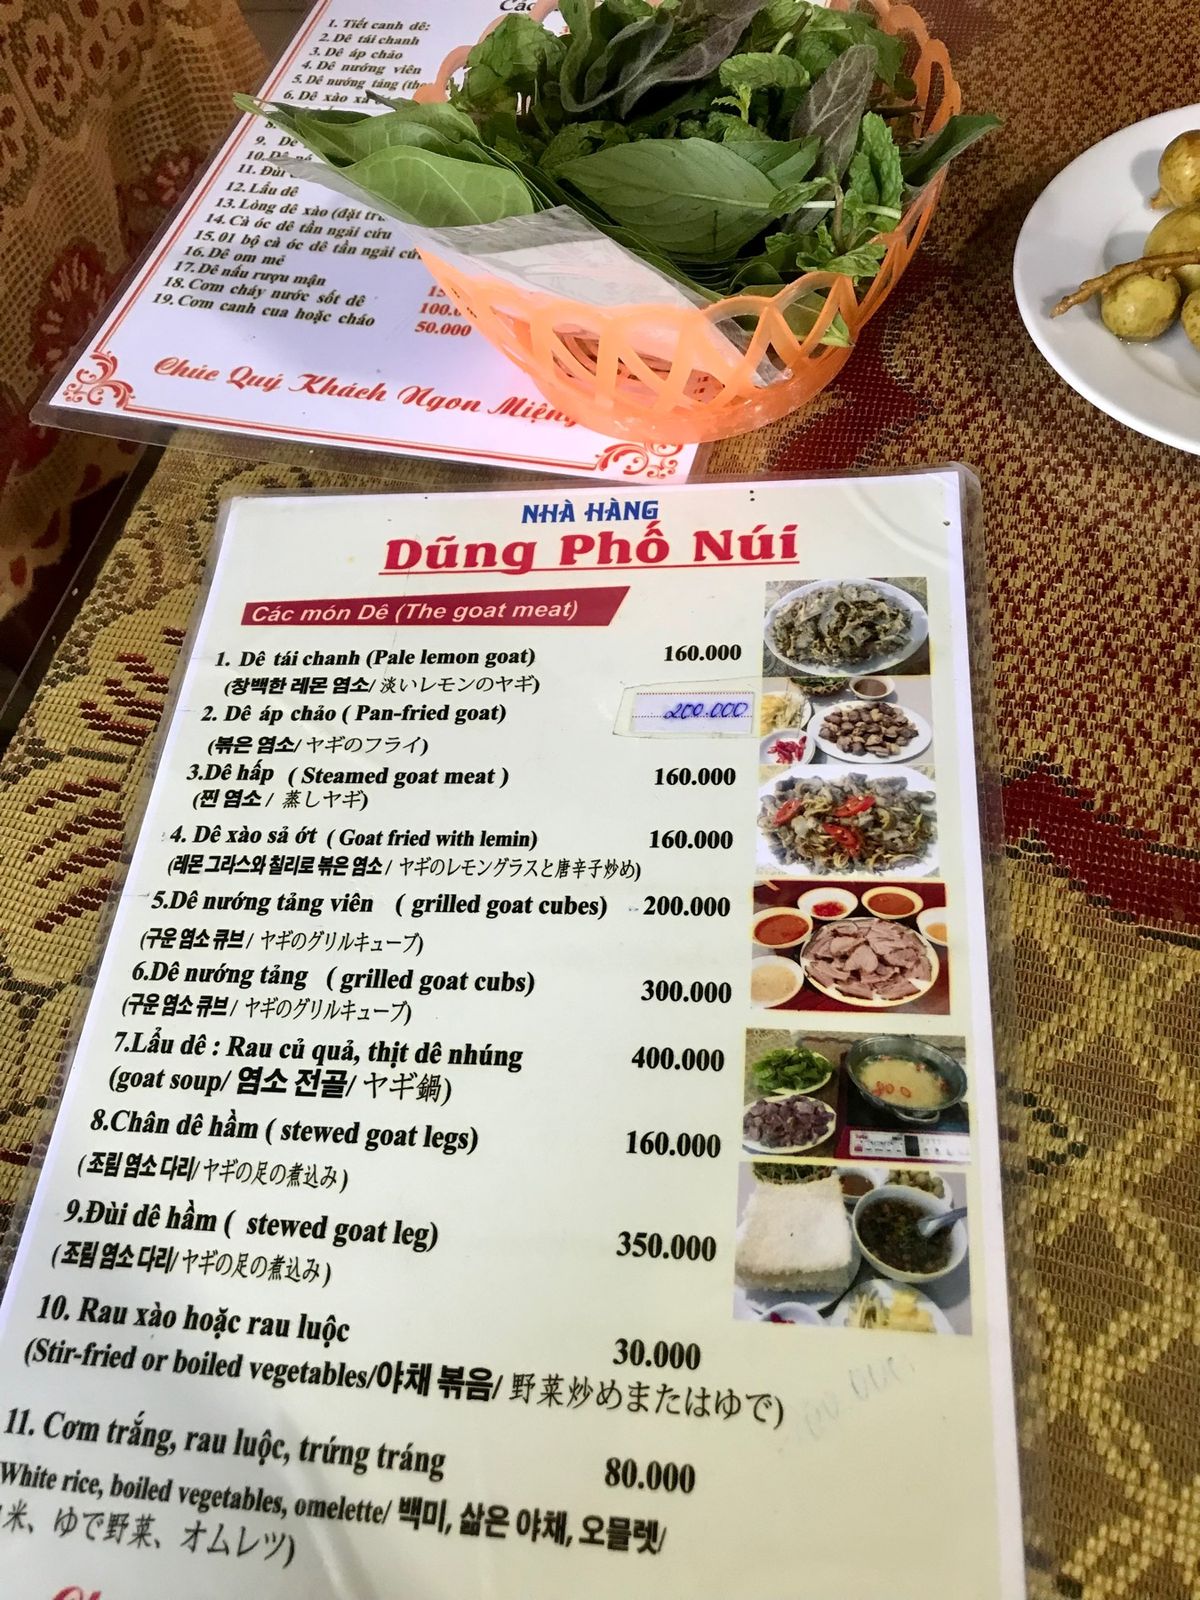 Các
1. Tiết canh dê:
2. Dê tái chanh
3. Dê áp chảo
4. Dê nướng viên
5. Dê nướng tảng
6. Dê xào xả
8.
9. Dê
10. Dê
11. Đùi
12. Lẩu dê
13. Lòng dê xào (đặt
14. Cà óc dê tần ngải cứu
15. 01 bộ cà óc dê tần ngải
16. Dê om mẻ
17. Dê nấu rượu mận
18. Cơm cháy nước sốt dê
19. Cơm canh cua hoặc cháo 50.000
Chúc Quý Khách Ngon Miệng
NHÀ HÀNG
Dũng Phố Núi
Các món Dê (The goat meat)
1. Dê tái chanh (Pale lemon goat) 160.000
(창백한 레몬 염소/ 淡いレモンのヤギ)
2. Dê áp chảo ( Pan-fried goat) 200.000
(볶은 염소/ ヤギのフライ)
3.Dê hấp ( Steamed goat meat ) 160.000
(찐 염소 / 蒸しヤギ)
4. Dê xào sả ớt ( Goat fried with lemin) 160.000
(레몬 그라스와 칠리로 볶은 염소 / ヤギのレモングラスと唐辛子炒め)
5.Dê nướng tảng viên ( grilled goat cubes) 200.000
(구운 염소 큐브 / ヤギのグリルキューブ)
6.Dê nướng tảng ( grilled goat cubs) 300.000
(구운 염소 큐브 / ヤギのグリルキューブ)
7.Lẩu dê : Rau củ quả, thịt dê nhúng 400.000
(goat soup/ 염소 전골/ ヤギ鍋)
8.Chân dê hầm ( stewed goat legs) 160.000
( 조림 염소 다리/ ヤギの足の煮込み )
9.Đùi dê hầm ( stewed goat leg) 350.000
( 조림 염소 다리/ ヤギの足の煮込み )
10. Rau xào hoặc rau luộc 30.000
(Stir-fried or boiled vegetables/야채 볶음/ 野菜炒めまたはゆで)
11. Cơm trắng, rau luộc, trứng tráng 80.000
White rice, boiled vegetables, omelette/ 백미, 삶은 야채, 오믈렛/
米、ゆで野菜、オムレツ)